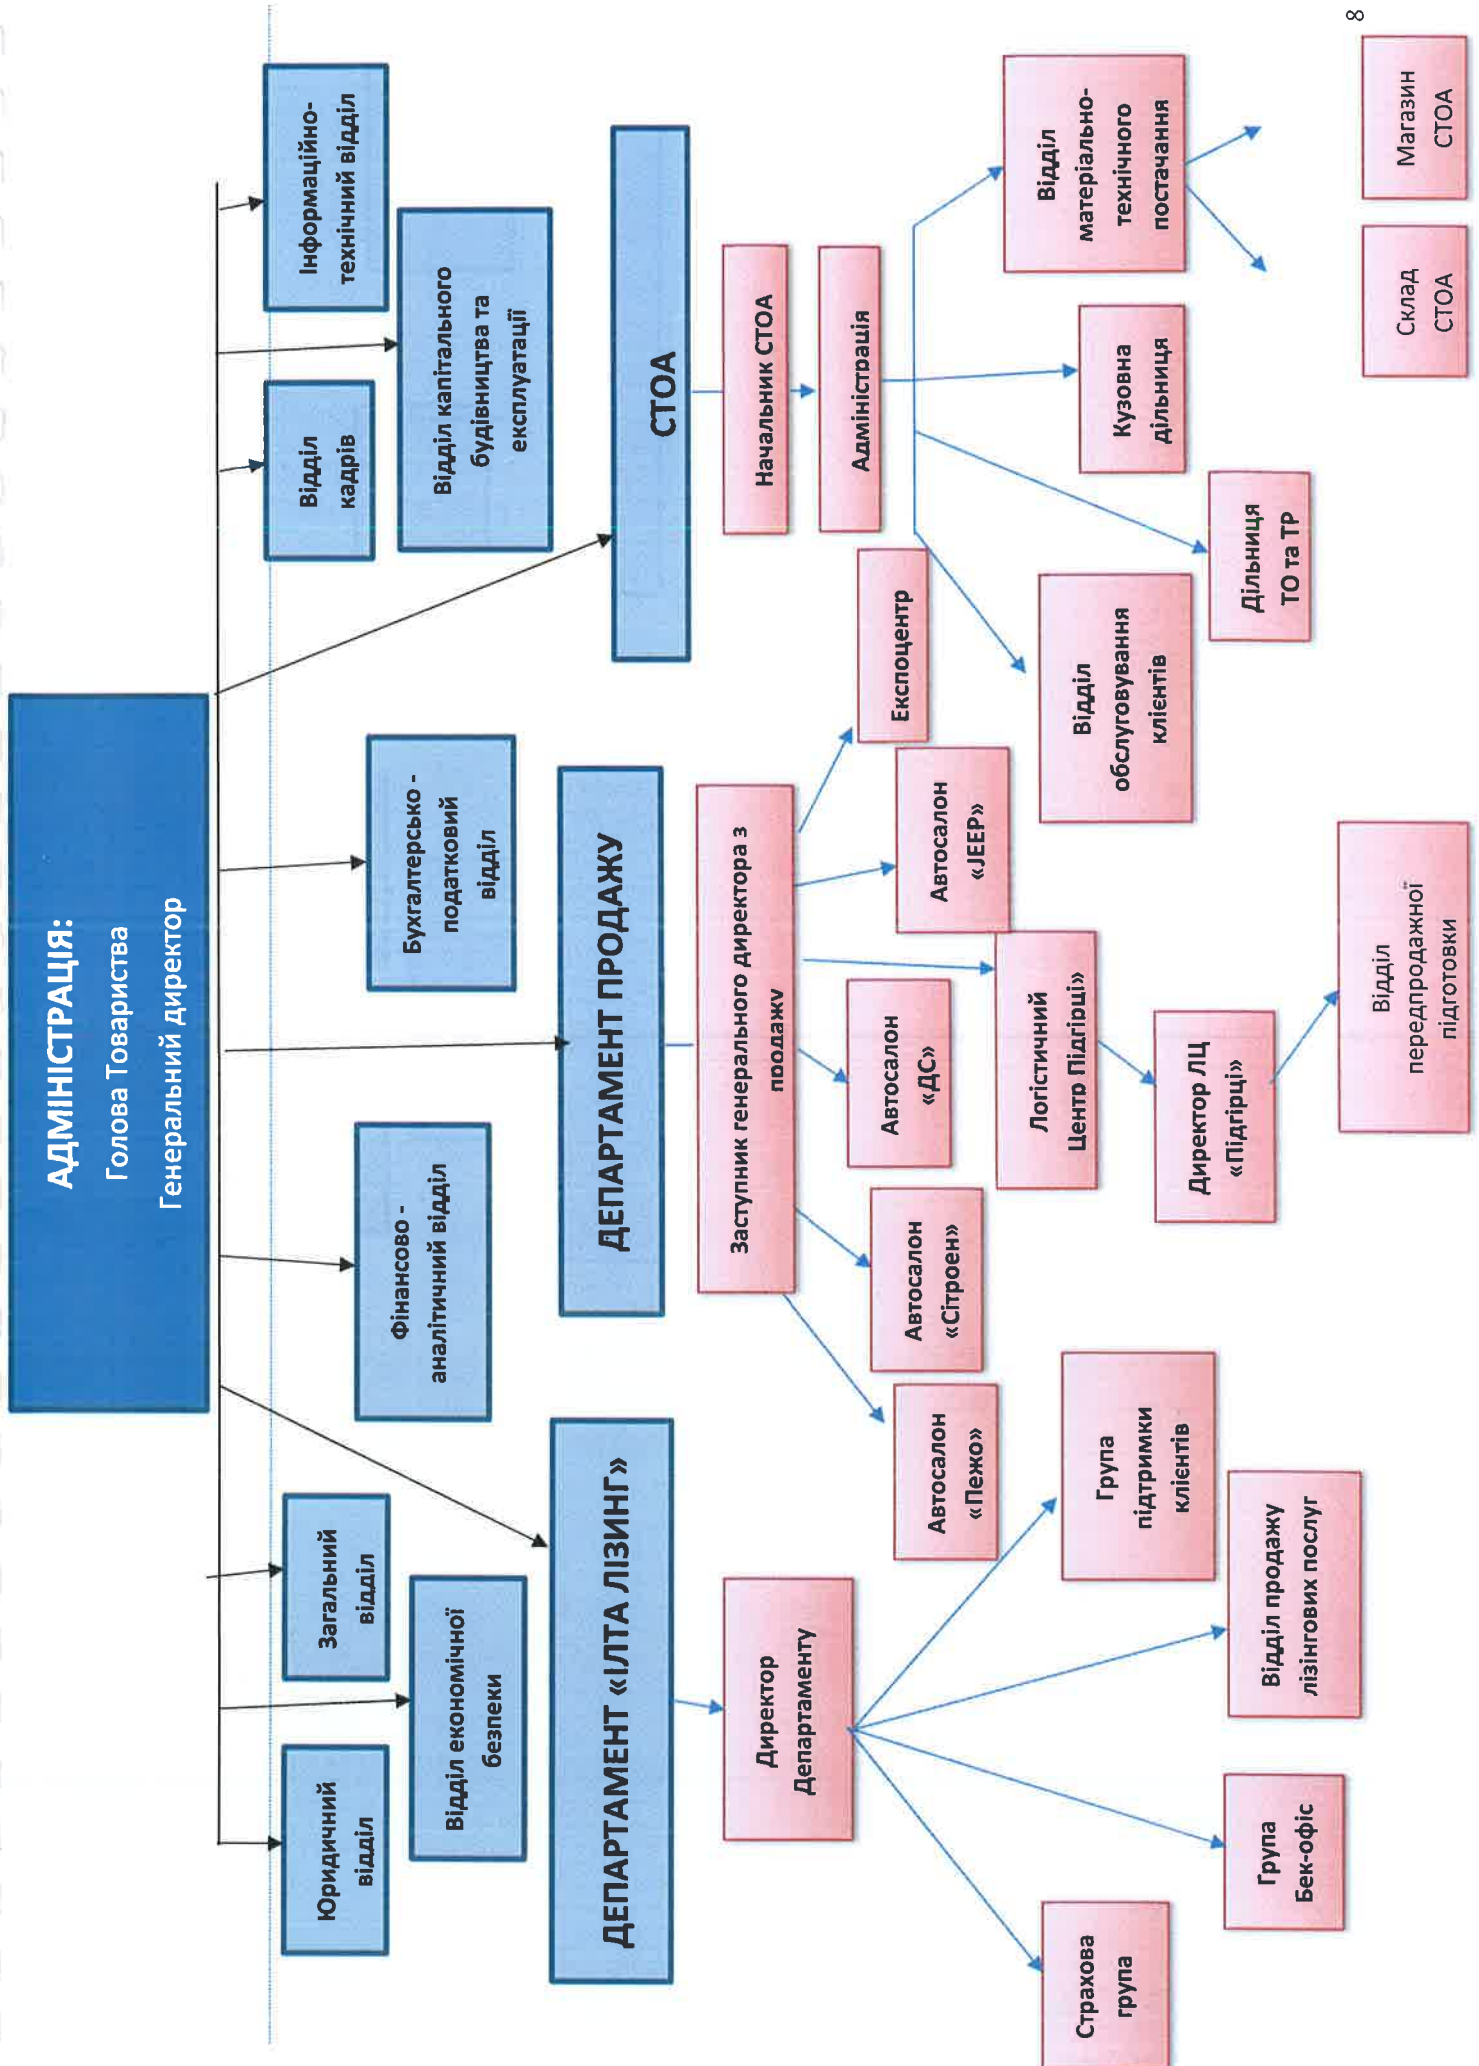 АДМІНІСТРАЦІЯ:
Голова Товариства
Генеральний директор
Юридичний
відділ
Загальний
відділ
Відділ економічної
безпеки
Фінансово -
аналітичний відділ
Бухгалтерсько -
податковий
відділ
Відділ
кадрів
Інформаційно-
технічний відділ
Відділ капітального
будівництва та
експлуатації
ДЕПАРТАМЕНТ «ІЛТА ЛІЗИНГ»
Директор
Департаменту
Страхова
група
Група
Бек-офіс
Відділ продажу
лізінгових послуг
Група
підтримки
клієнтів
ДЕПАРТАМЕНТ ПРОДАЖУ
Заступник генерального директора з
продажу
Автосалон
«Пежо»
Автосалон
«Сітроен»
Автосалон
«ДС»
Логістичний
Центр Підгірці»
Автосалон
«JEEP»
Експоцентр
Директор ЛЦ
«Підгірці»
Відділ
передпродажної
підготовки
СТОА
Начальник СТОА
Адміністрація
Відділ
обслуговування
клієнтів
Дільниця
ТО та ТР
Кузовна
дільниця
Відділ
матеріально-
технічного
постачання
Склад
СТОА
Магазин
СТОА
8